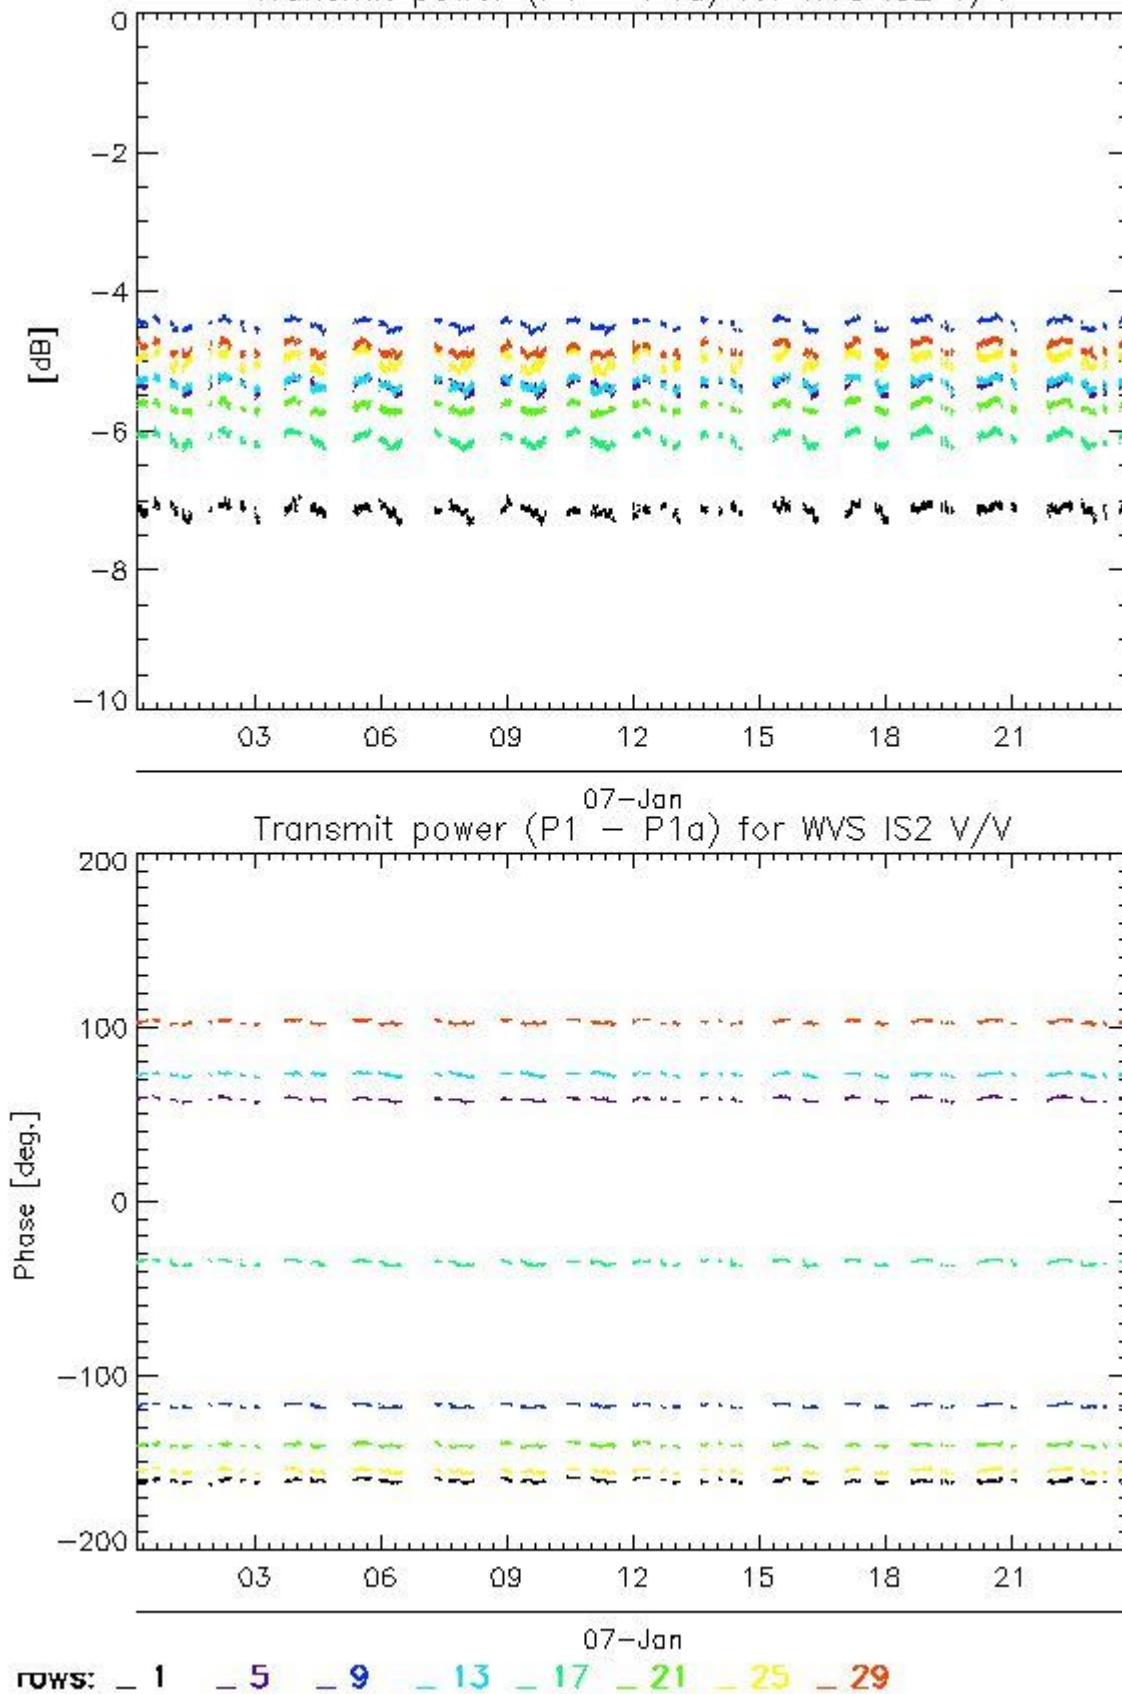 0
−2
−4
[dB]
−6
−8
−10
03 06 09 12 15 18 21
07−Jan
Transmit power (P1 − P1a) for WVS IS2 V/V
200
100
0
Phase [deg.]
−100
−200
03 06 09 12 15 18 21
07−Jan
rows: _ 1 _ 5 _ 9 _ 13 _ 17 _ 21 _ 25 _ 29